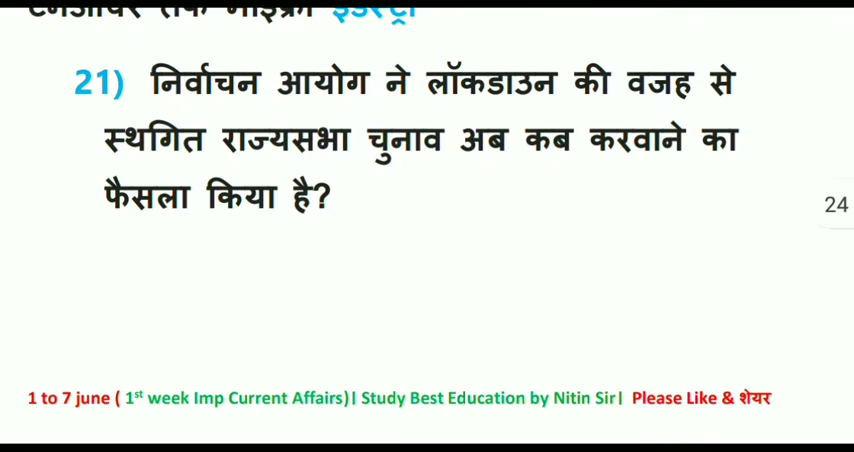 इंडस्ट्री
21) निर्वाचन आयोग ने लॉकडाउन की वजह से
स्थगित राज्यसभा चुनाव अब कब करवाने का
फैसला किया है?
24
1 to 7 june ( 1st week Imp Current Affairs)। Study Best Education by Nitin Sir। Please Like & शेयर